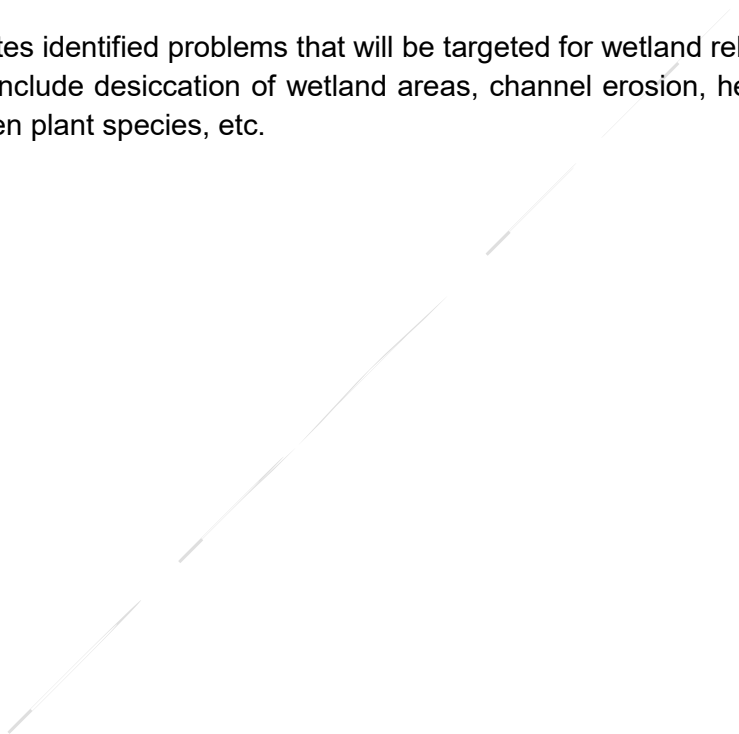 tes identified problems that will be targeted for wetland rel
nclude desiccation of wetland areas, channel erosion, he
en plant species, etc.